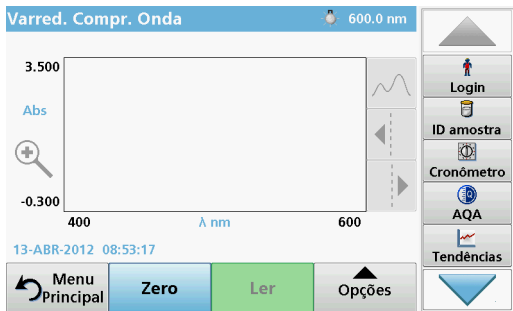 Varred. Compr. Onda 600.0 nm
3.500
Abs
-0.300
400 λ nm 600
13-ABR-2012 08:53:17
Menu
Principal
Zero
Ler
Opções
Login
ID amostra
Cronômetro
AQA
Tendências